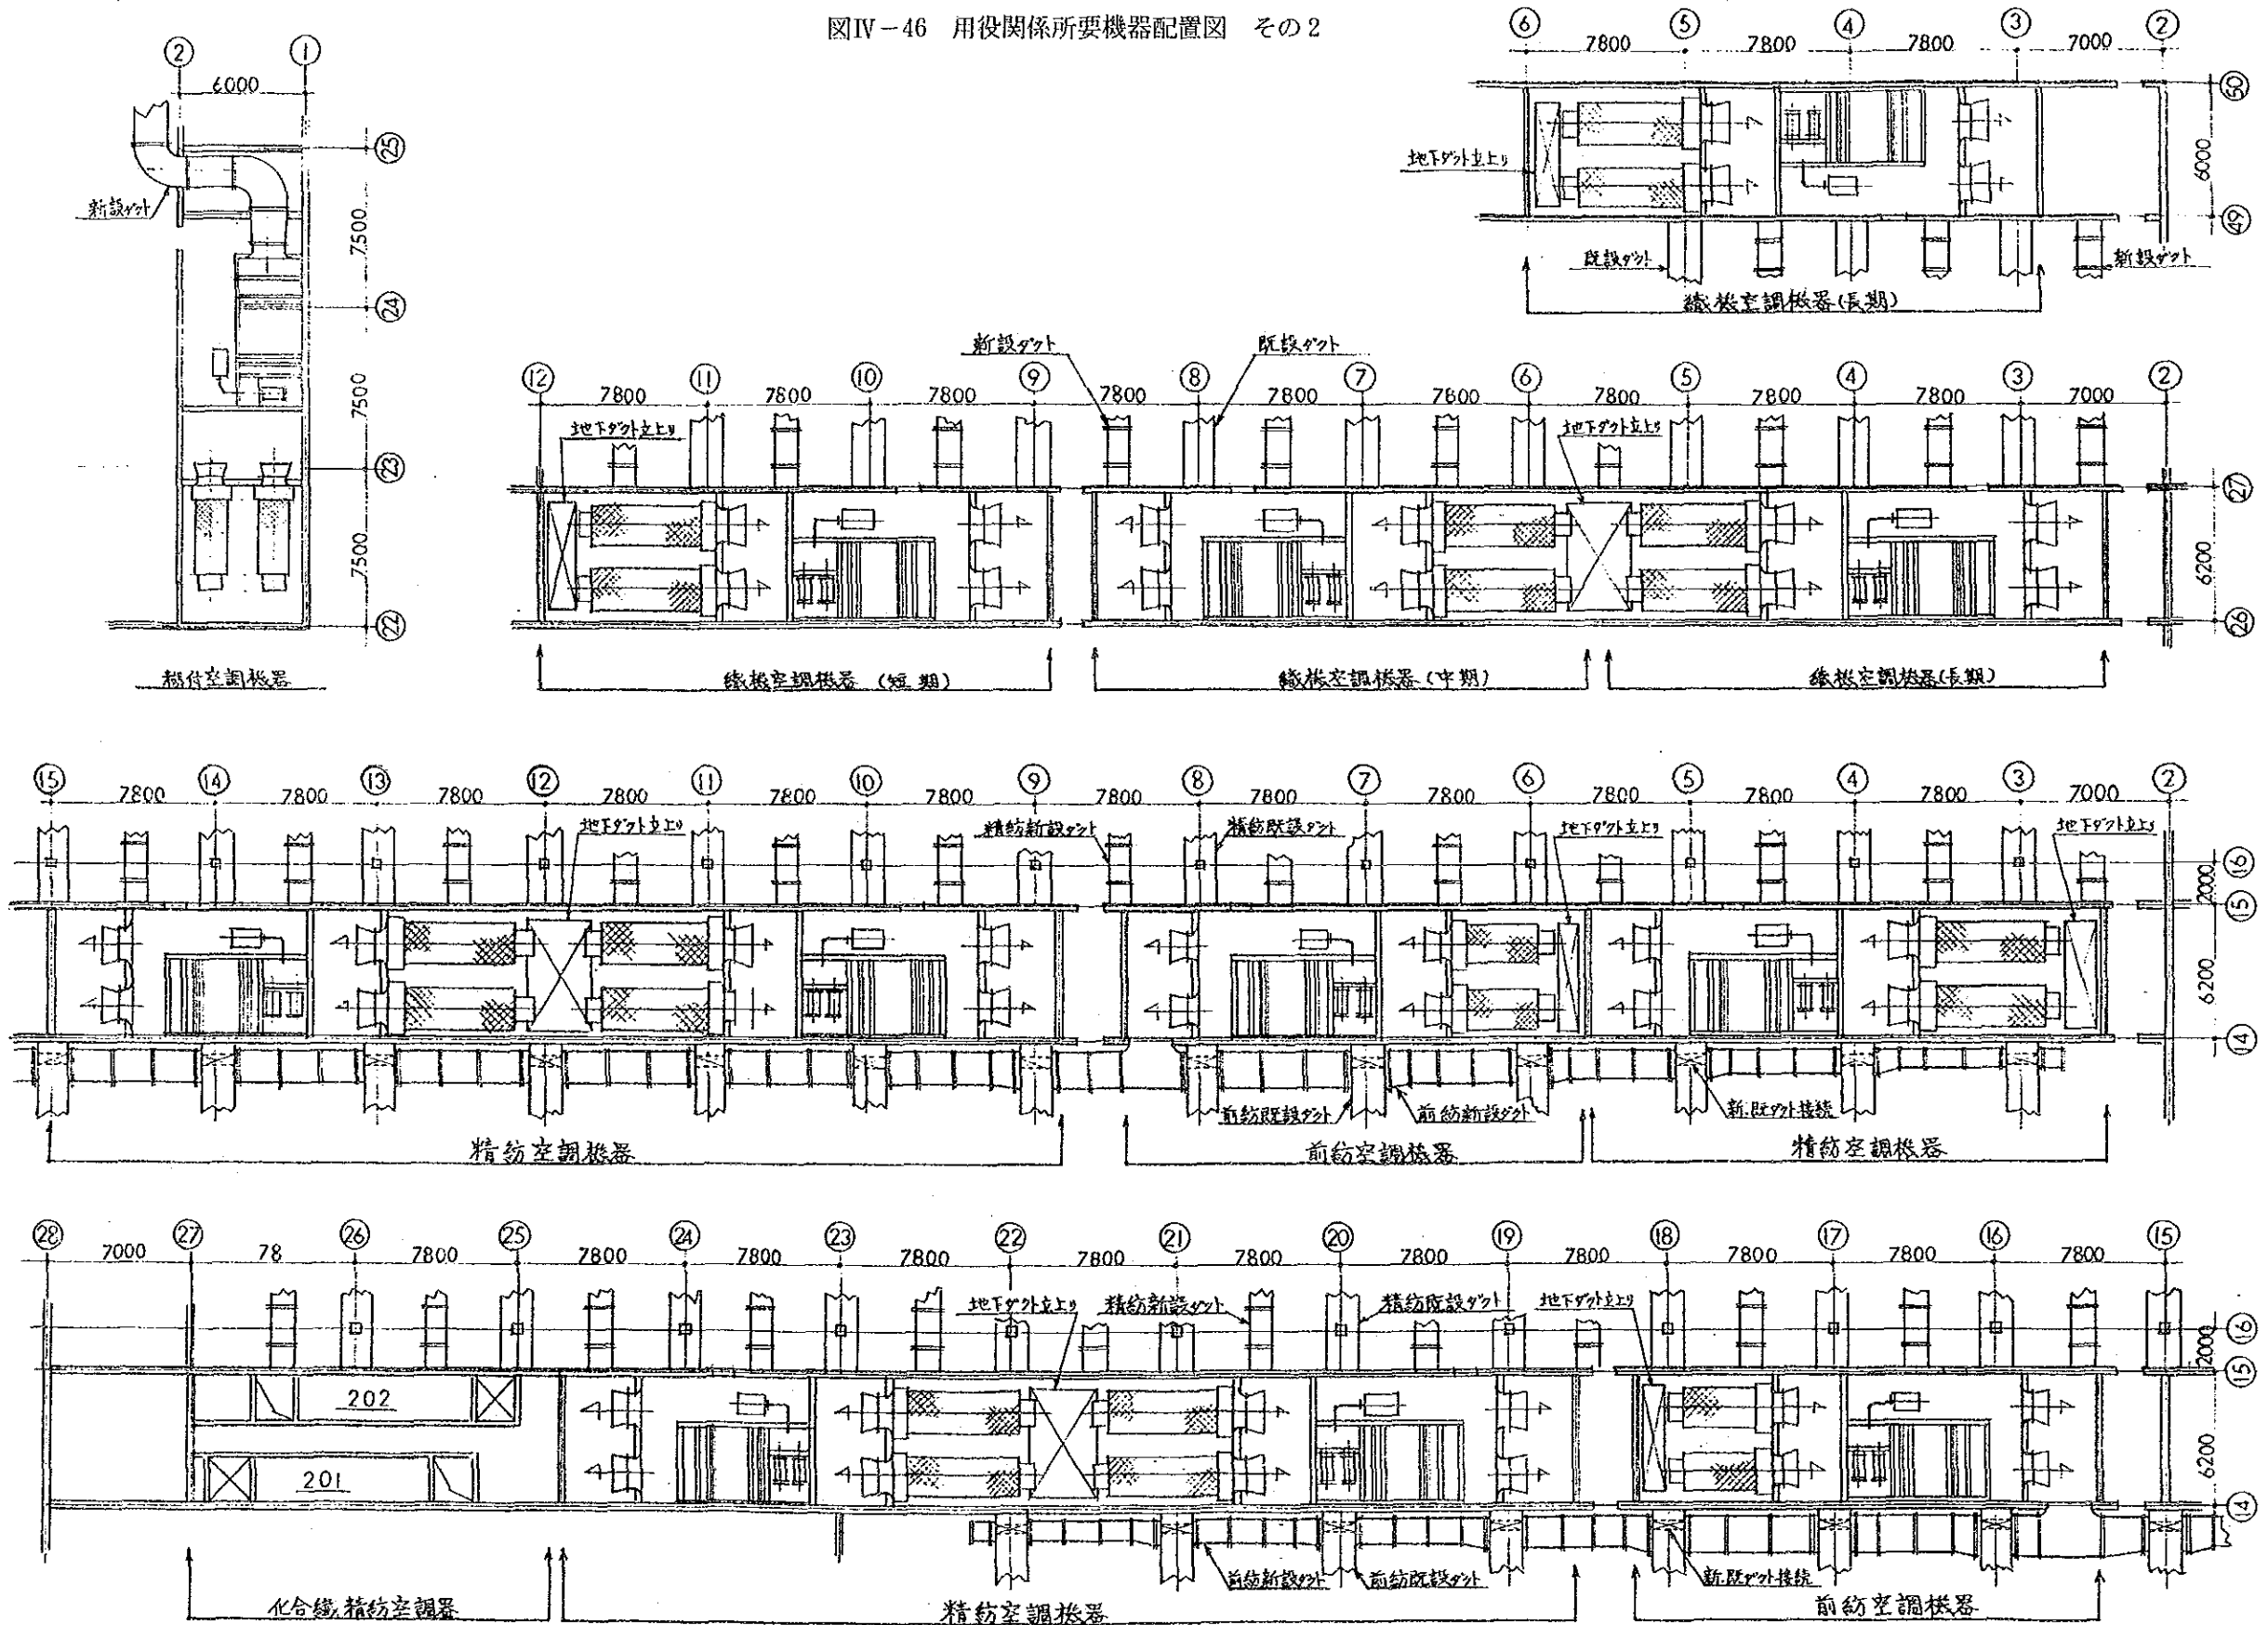 図Ⅳ-46 用役関係所要機器配置図 その2
② ①
6000
㉕
新設ダクト
7500
㉔
7500
㉓
7500
㉒
糊付空調機器
⑥ 7800 ⑤ 7800 ④ 7800 ③ 7000 ②
㊿
地下ダクト立上り
6000
㊾
既設ダクト
新設ダクト
織機空調機器(長期)
新設ダクト
既設ダクト
⑫ 7800 ⑪ 7800 ⑩ 7800 ⑨ 7800 ⑧ 7800 ⑦ 7800 ⑥ 7800 ⑤ 7800 ④ 7800 ③ 7000 ②
地下ダクト立上り
地下ダクト立上り
㉗
6200
㉖
織機空調機器(短期)
織機空調機器(中期)
織機空調機器(長期)
⑮ 7800 ⑭ 7800 ⑬ 7800 ⑫ 7800 ⑪ 7800 ⑩ 7800 ⑨ 7800 ⑧ 7800 ⑦ 7800 ⑥ 7800 ⑤ 7800 ④ 7800 ③ 7000 ②
地下ダクト立上り
精紡新設ダクト
精紡既設ダクト
地下ダクト立上り
地下ダクト立上り
⑯
2000
⑮
6200
⑭
前紡既設ダクト
前紡新設ダクト
新.既ダクト接続
精紡空調機器
前紡空調機器
精紡空調機器
㉘ 7000 ㉗ 78 ㉖ 7800 ㉕ 7800 ㉔ 7800 ㉓ 7800 ㉒ 7800 ㉑ 7800 ⑳ 7800 ⑲ 7800 ⑱ 7800 ⑰ 7800 ⑯ 7800 ⑮
地下ダクト立上り
精紡新設ダクト
精紡既設ダクト
地下ダクト立上り
⑯
2000
⑮
202
201
6200
⑭
前紡新設ダクト
前紡既設ダクト
新.既ダクト接続
化合繊精紡空調器
精紡空調機器
前紡空調機器